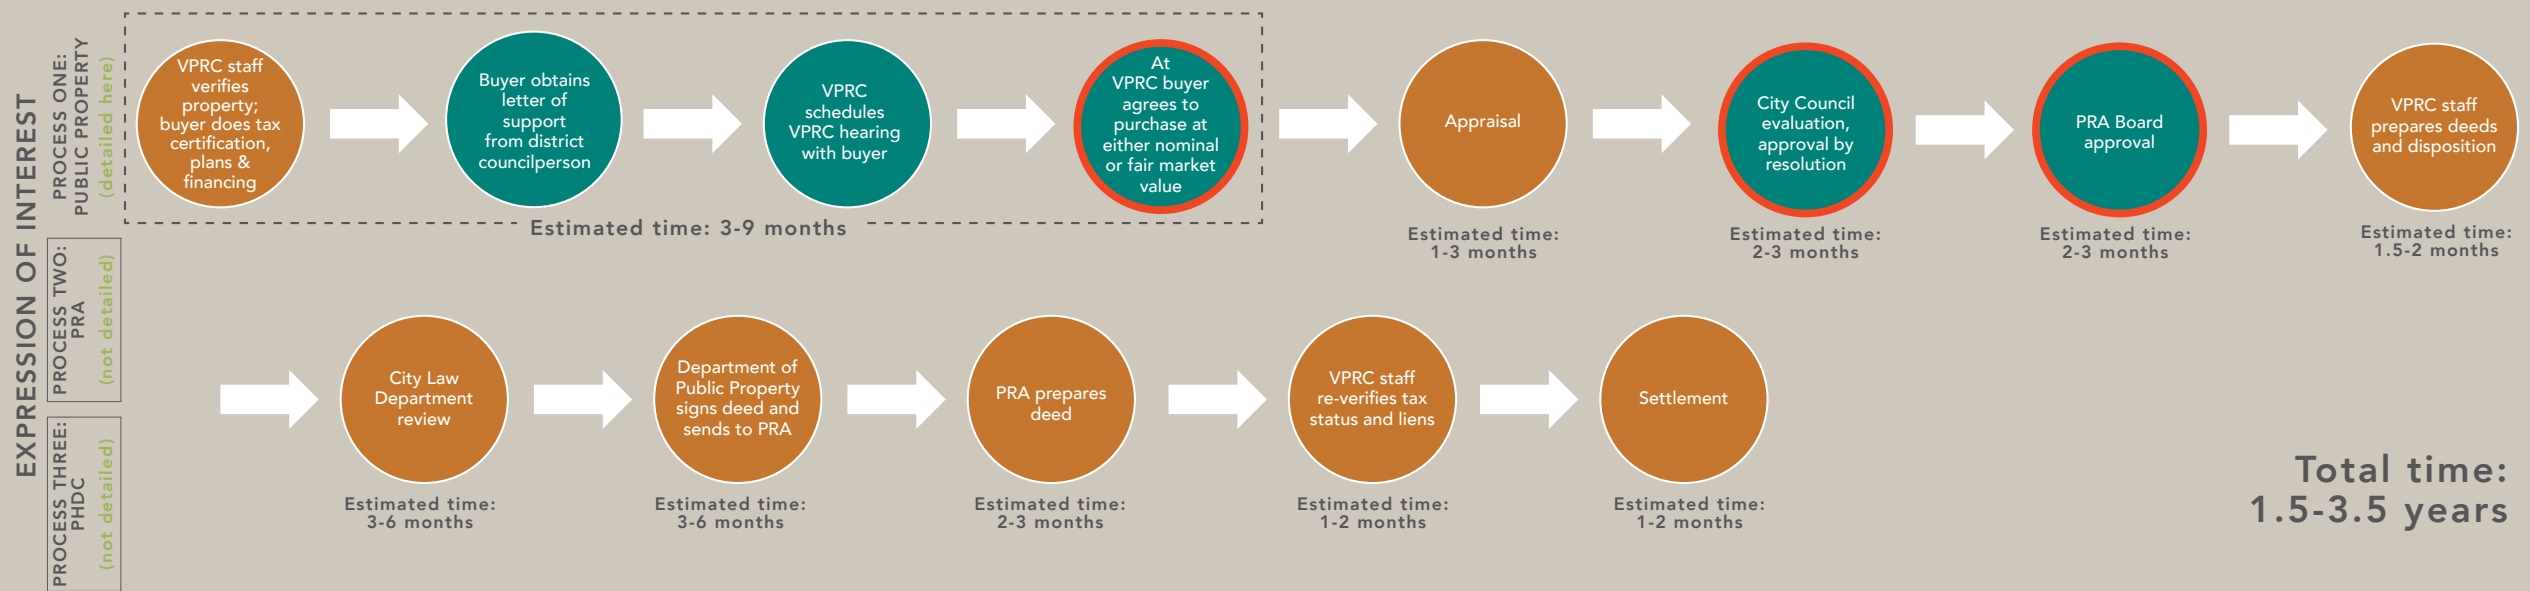 EXPRESSION OF INTEREST
PROCESS ONE:
PUBLIC PROPERTY
(detailed here)
VPRC staff
verifies
property;
buyer does tax
certification,
plans &
financing
Buyer obtains
letter of
support
from district
councilperson
VPRC
schedules
VPRC hearing
with buyer
At
VPRC buyer
agrees to
purchase at
either nominal
or fair market
value
Estimated time: 3-9 months
Appraisal
Estimated time:
1-3 months
City Council
evaluation,
approval by
resolution
Estimated time:
2-3 months
PRA Board
approval
Estimated time:
2-3 months
VPRC staff
prepares deeds
and disposition
Estimated time:
1.5-2 months
PROCESS TWO:
PRA
(not detailed)
PROCESS THREE:
PHDC
(not detailed)
City Law
Department
review
Estimated time:
3-6 months
Department of
Public Property
signs deed and
sends to PRA
Estimated time:
3-6 months
PRA prepares
deed
Estimated time:
2-3 months
VPRC staff
re-verifies tax
status and liens
Estimated time:
1-2 months
Settlement
Estimated time:
1-2 months
Total time:
1.5-3.5 years